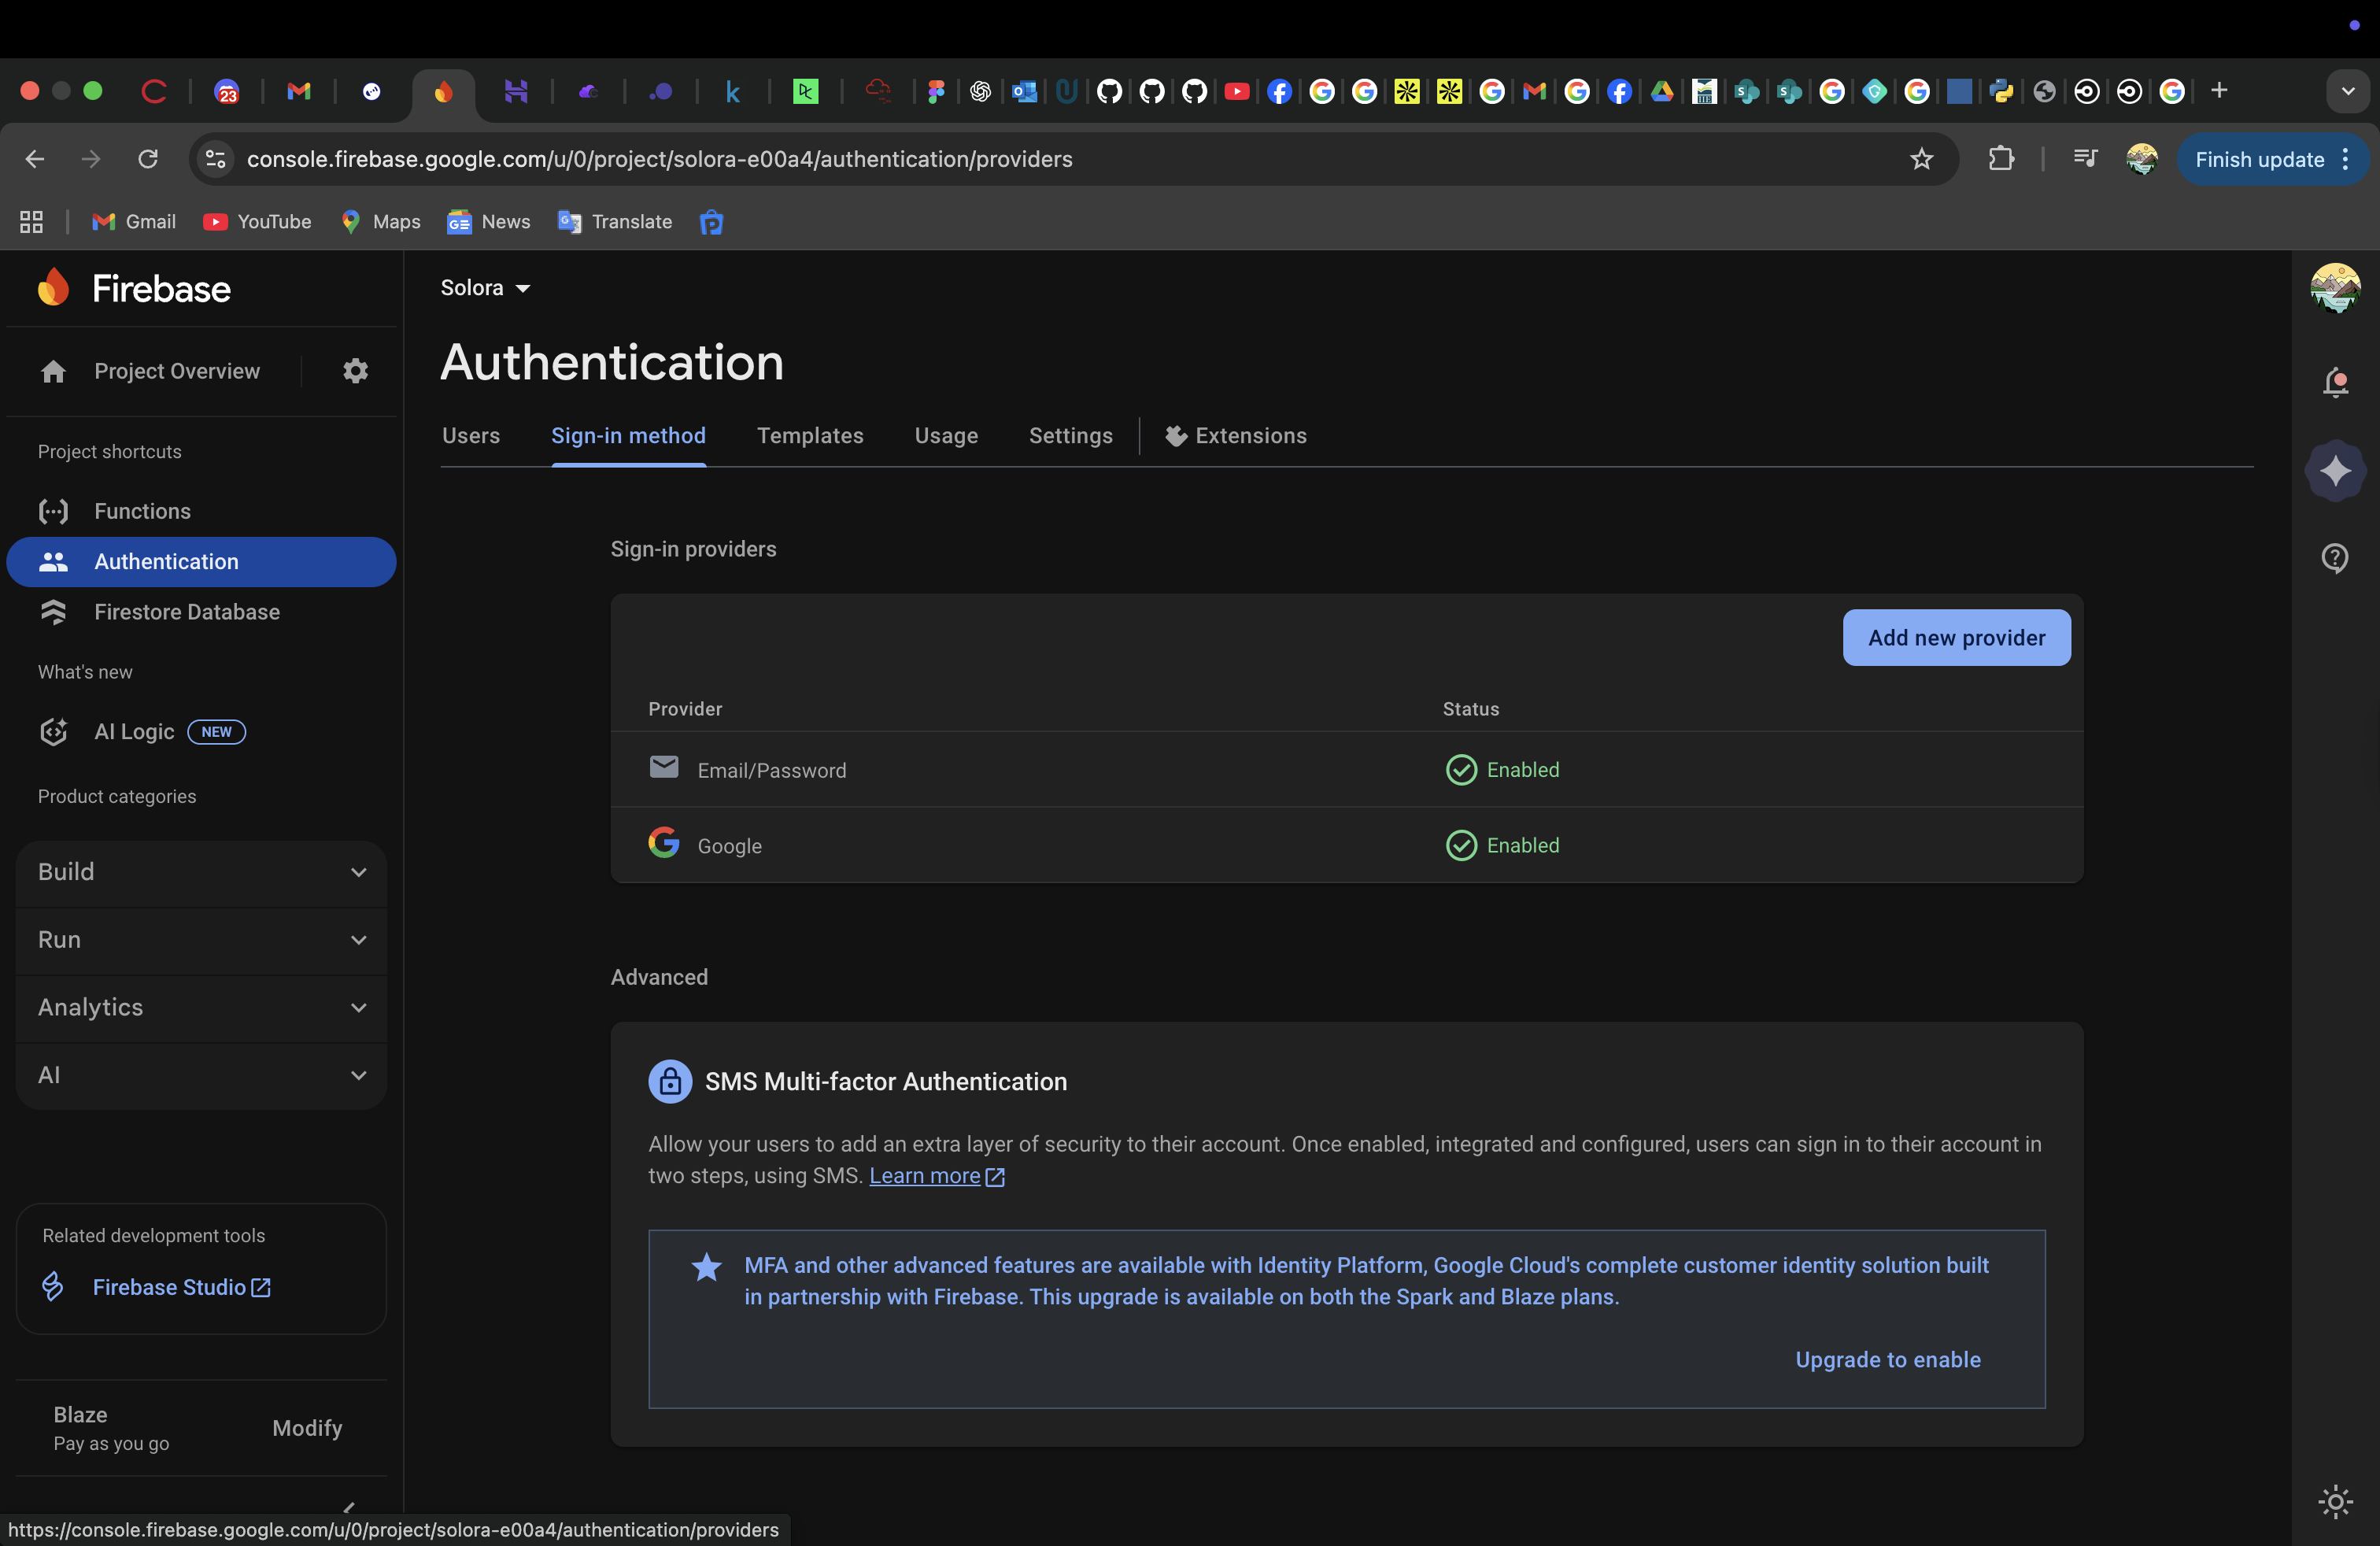 23
console.firebase.google.com/u/0/project/solora-e00a4/authentication/providers
Finish update
Gmail
YouTube
Maps
News
Translate
Firebase
Solora
Authentication
Project Overview
Users
Sign-in method
Templates
Usage
Settings
Extensions
Project shortcuts
Functions
Authentication
Firestore Database
What's new
AI Logic NEW
Product categories
Build
Run
Analytics
AI
Related development tools
Firebase Studio
Blaze
Pay as you go
Modify
Sign-in providers
Add new provider
Provider Status
Email/Password Enabled
Google Enabled
Advanced
SMS Multi-factor Authentication
Allow your users to add an extra layer of security to their account. Once enabled, integrated and configured, users can sign in to their account in
two steps, using SMS. Learn more
MFA and other advanced features are available with Identity Platform, Google Cloud's complete customer identity solution built
in partnership with Firebase. This upgrade is available on both the Spark and Blaze plans.
Upgrade to enable
https://console.firebase.google.com/u/0/project/solora-e00a4/authentication/providers